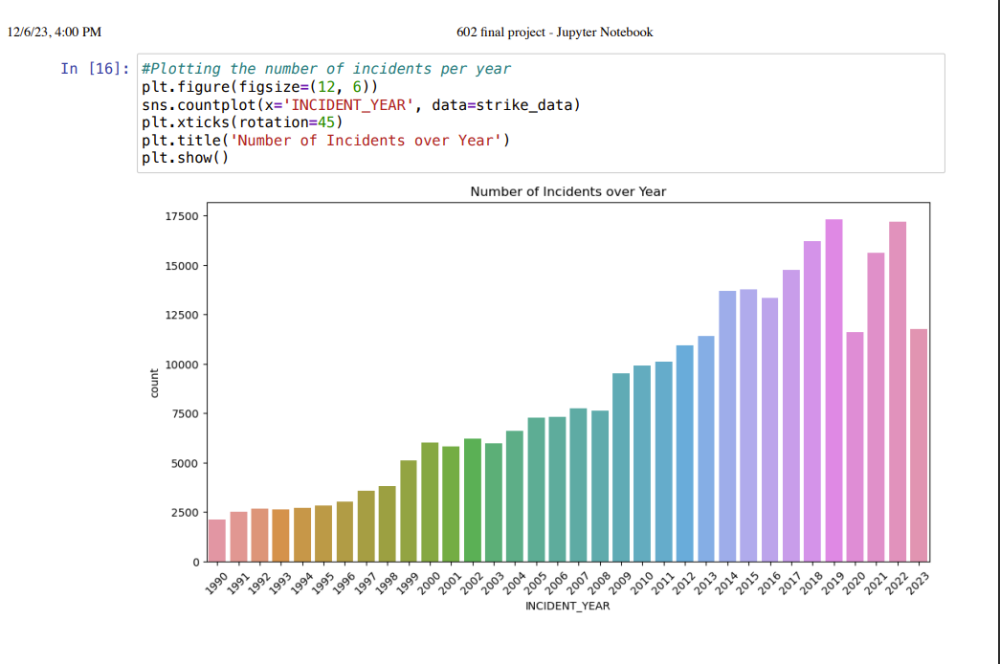 12/6/23, 4:00 PM 602 final project - Jupyter Notebook
In [16]: #Plotting the number of incidents per year
plt.figure(figsize=(12, 6))
sns.countplot(x='INCIDENT_YEAR', data=strike_data)
plt.xticks(rotation=45)
plt.title('Number of Incidents over Year')
plt.show()
Number of Incidents over Year
17500
15000
12500
10000
7500
5000
2500
0
count
1990 1991 1992 1993 1994 1995 1996 1997 1998 1999 2000 2001 2002 2003 2004 2005 2006 2007 2008 2009 2010 2011 2012 2013 2014 2015 2016 2017 2018 2019 2020 2021 2022 2023
INCIDENT_YEAR